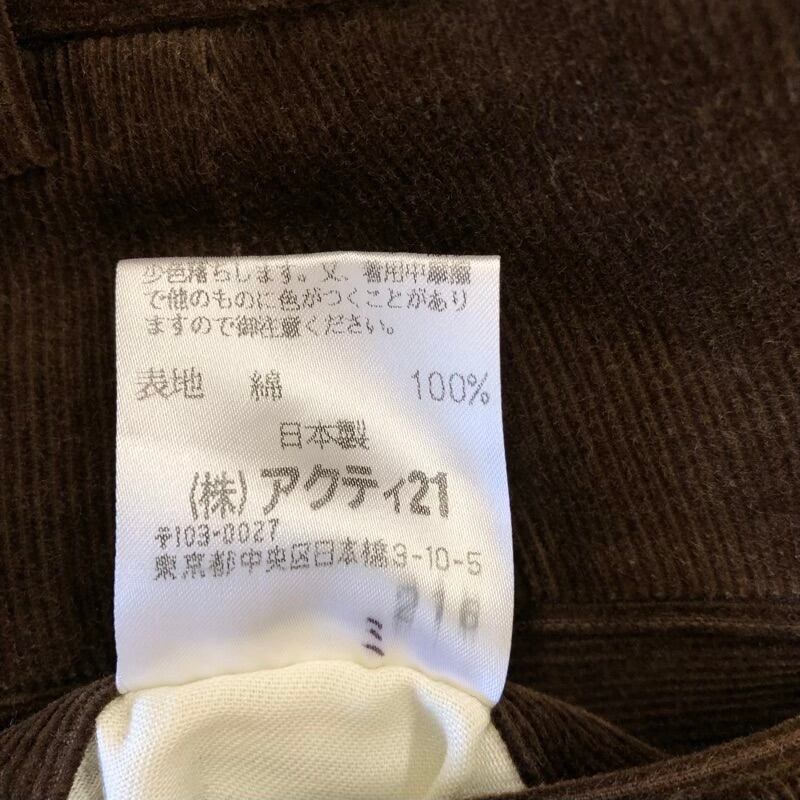 少色落らします。又、着用中摩擦
で他のものに色がつくことがあり
ますので御注意ください。
表地 綿 100%
日本製
(株)アクティ21
〒103-0027
東京都中央区日本橋3-10-5
216